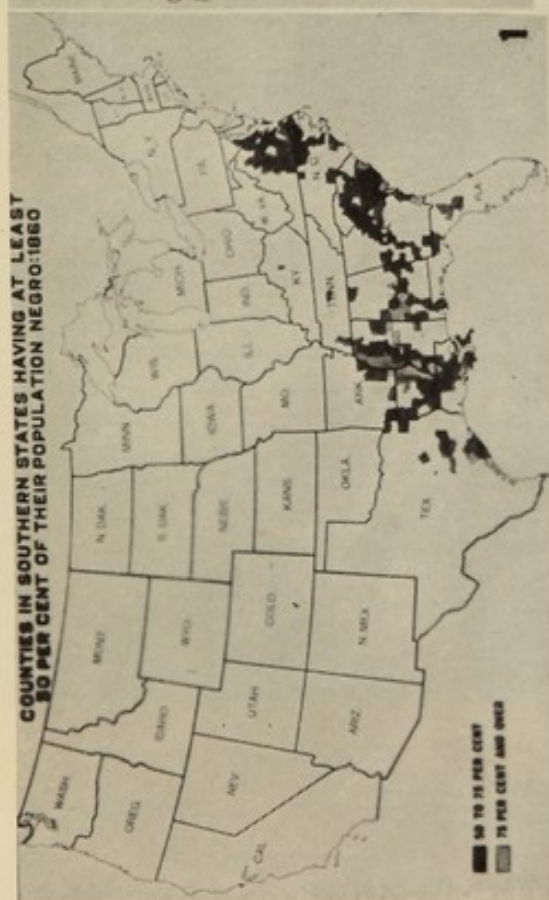 COUNTIES IN SOUTHERN STATES HAVING AT LEAST
50 PER CENT OF THEIR POPULATION NEGRO:1860
1
WASH.
OREG.
CAL.
NEV.
IDAHO
MONT.
WYO.
UTAH
ARIZ.
COLO.
N. MEX.
N. DAK.
S. DAK.
NEBR.
KANS.
OKLA.
TEX.
MINN.
IOWA
MO.
ARK.
WIS.
ILL.
MICH.
IND.
OHIO
KY.
TENN.
W. VA.
PA.
N.Y.
N. C.
FLA.
50 TO 75 PER CENT
75 PER CENT AND OVER